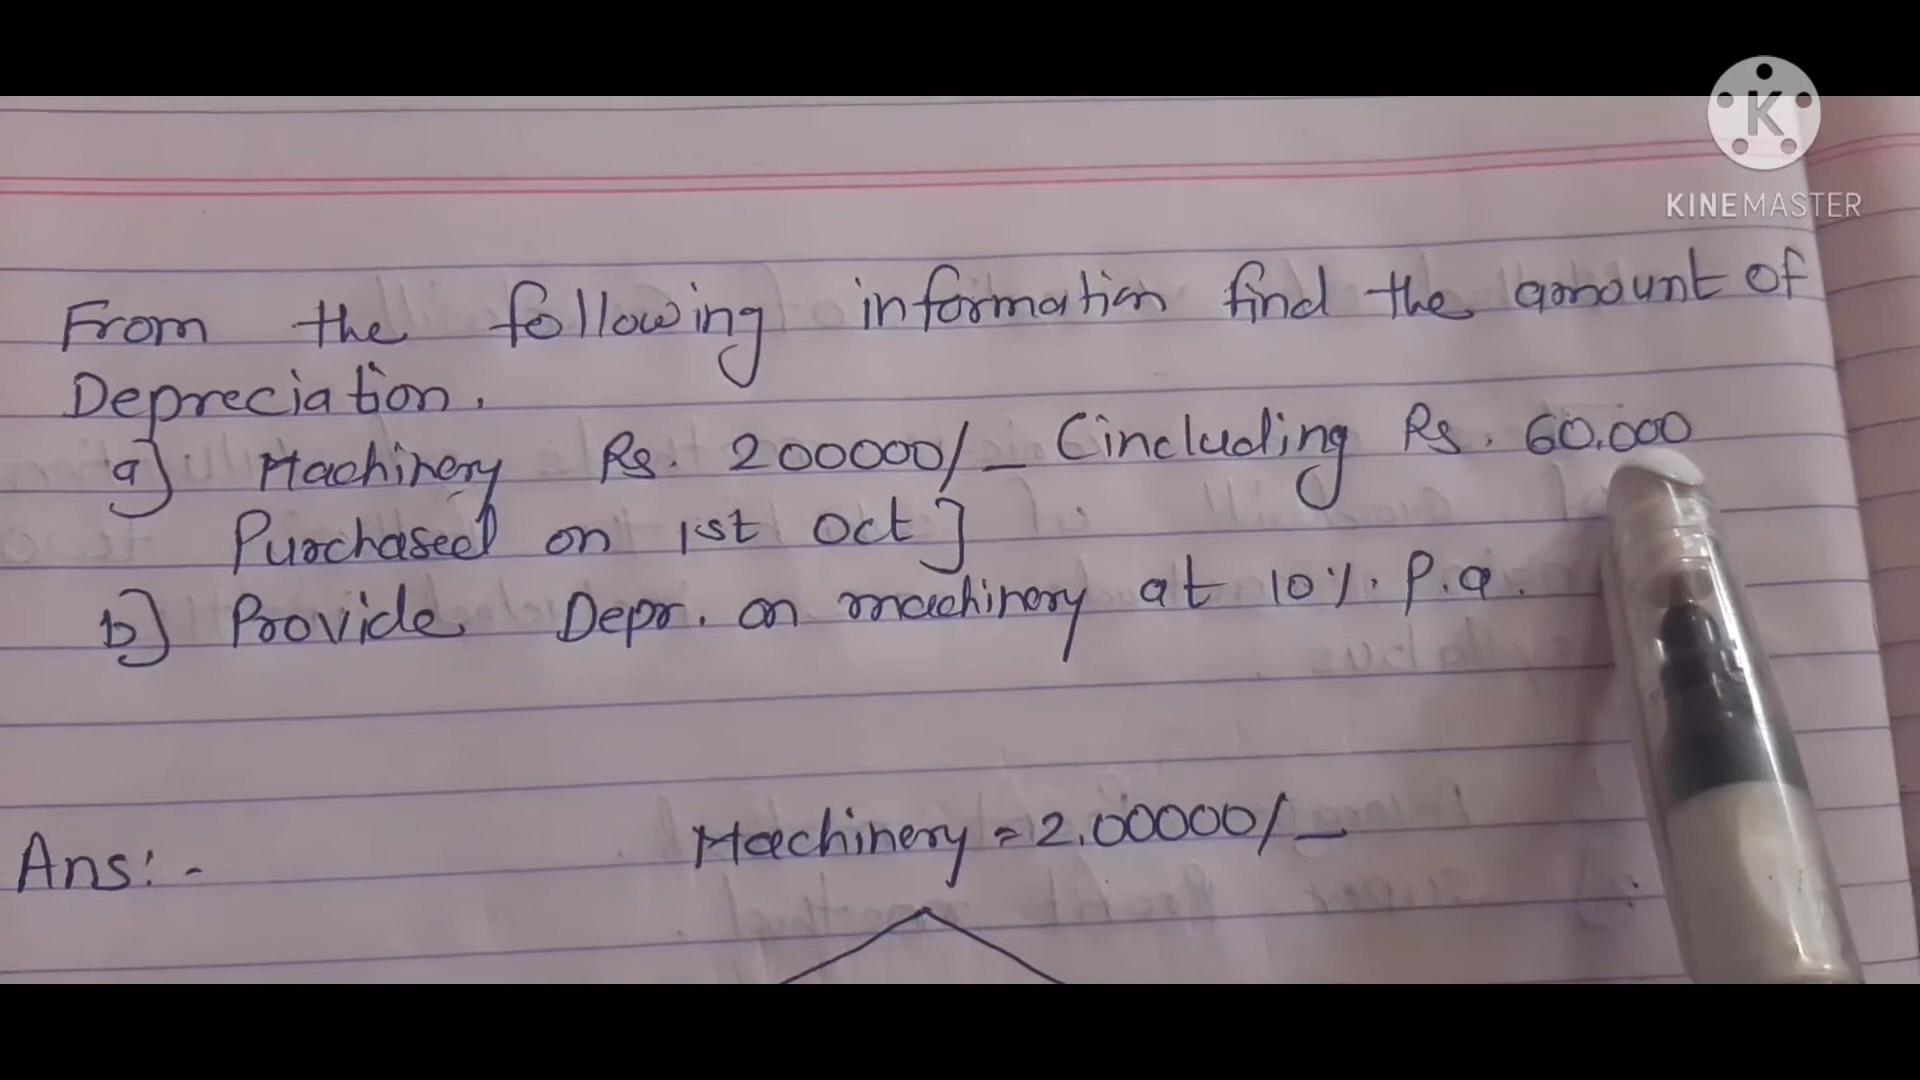 K
KINEMASTER
From the following information find the amount of
Depreciation.
a] Machinery Rs. 200000/- (including Rs. 60,000
Purchased on 1st Oct]
b] Provide Depr. on machinery at 10%. P.a.
Ans:- Machinery = 2,00000/-